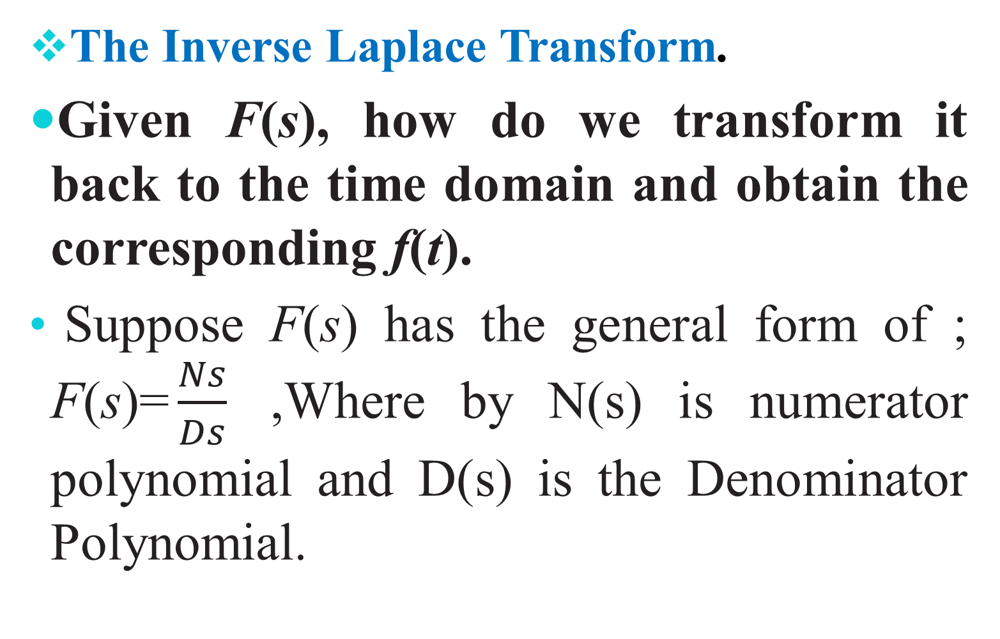 ❖The Inverse Laplace Transform.
•Given F(s), how do we transform it
back to the time domain and obtain the
corresponding f(t).
• Suppose F(s) has the general form of ;
F(s)=\frac{Ns}{Ds} ,Where by N(s) is numerator
polynomial and D(s) is the Denominator
Polynomial.